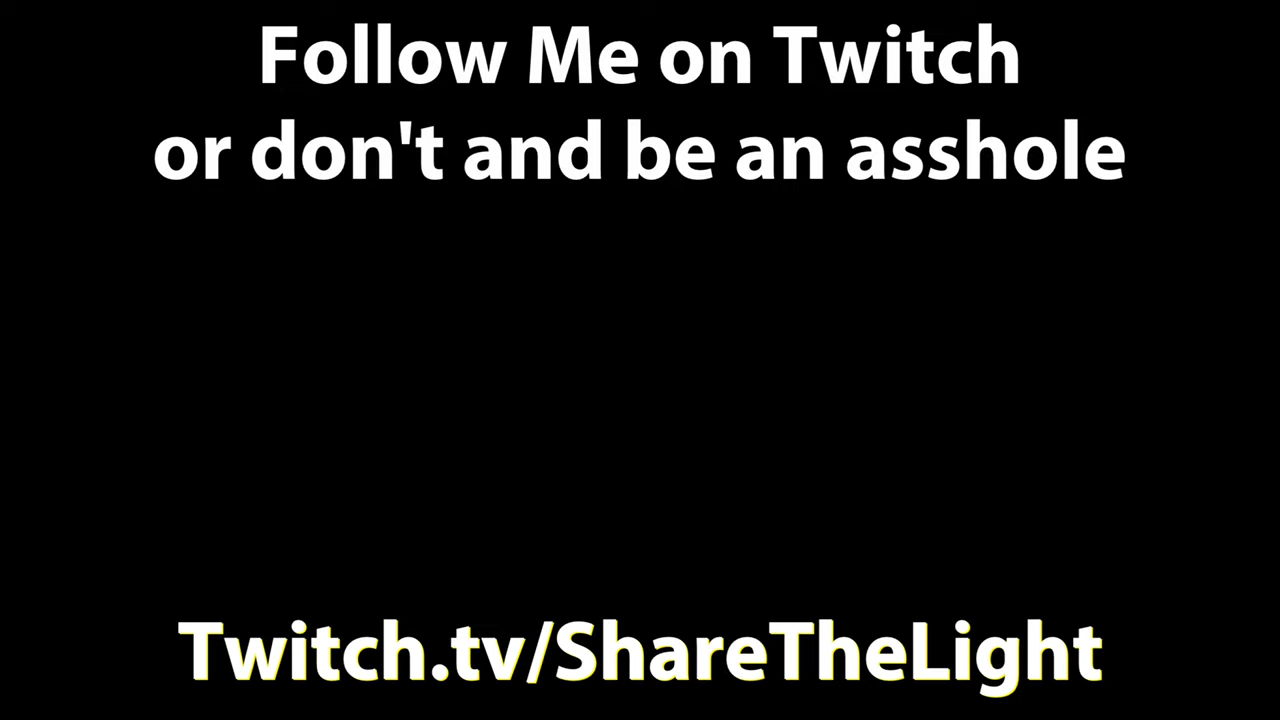 Follow Me on Twitch
or don't and be an asshole
Twitch.tv/ShareTheLight